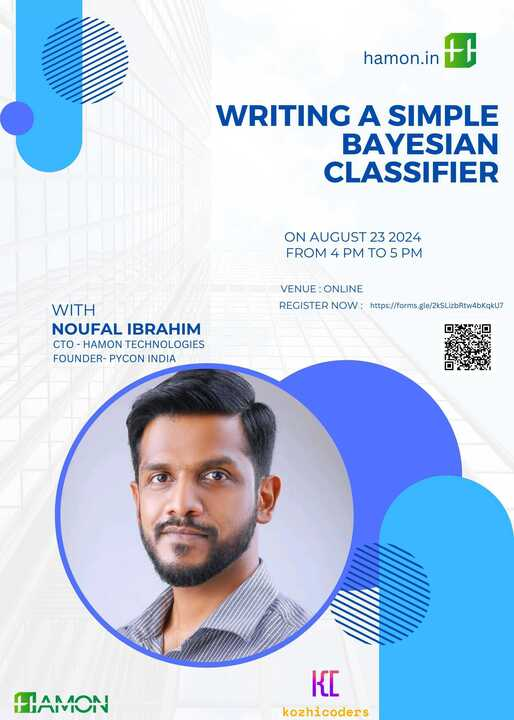 hamon.in
WRITING A SIMPLE
BAYESIAN
CLASSIFIER
ON AUGUST 23 2024
FROM 4 PM TO 5 PM
VENUE : ONLINE
REGISTER NOW : https://forms.gle/2kSLizbRtw4bKqkU7
WITH
NOUFAL IBRAHIM
CTO - HAMON TECHNOLOGIES
FOUNDER- PYCON INDIA
HAMON
KC
kozhicoders